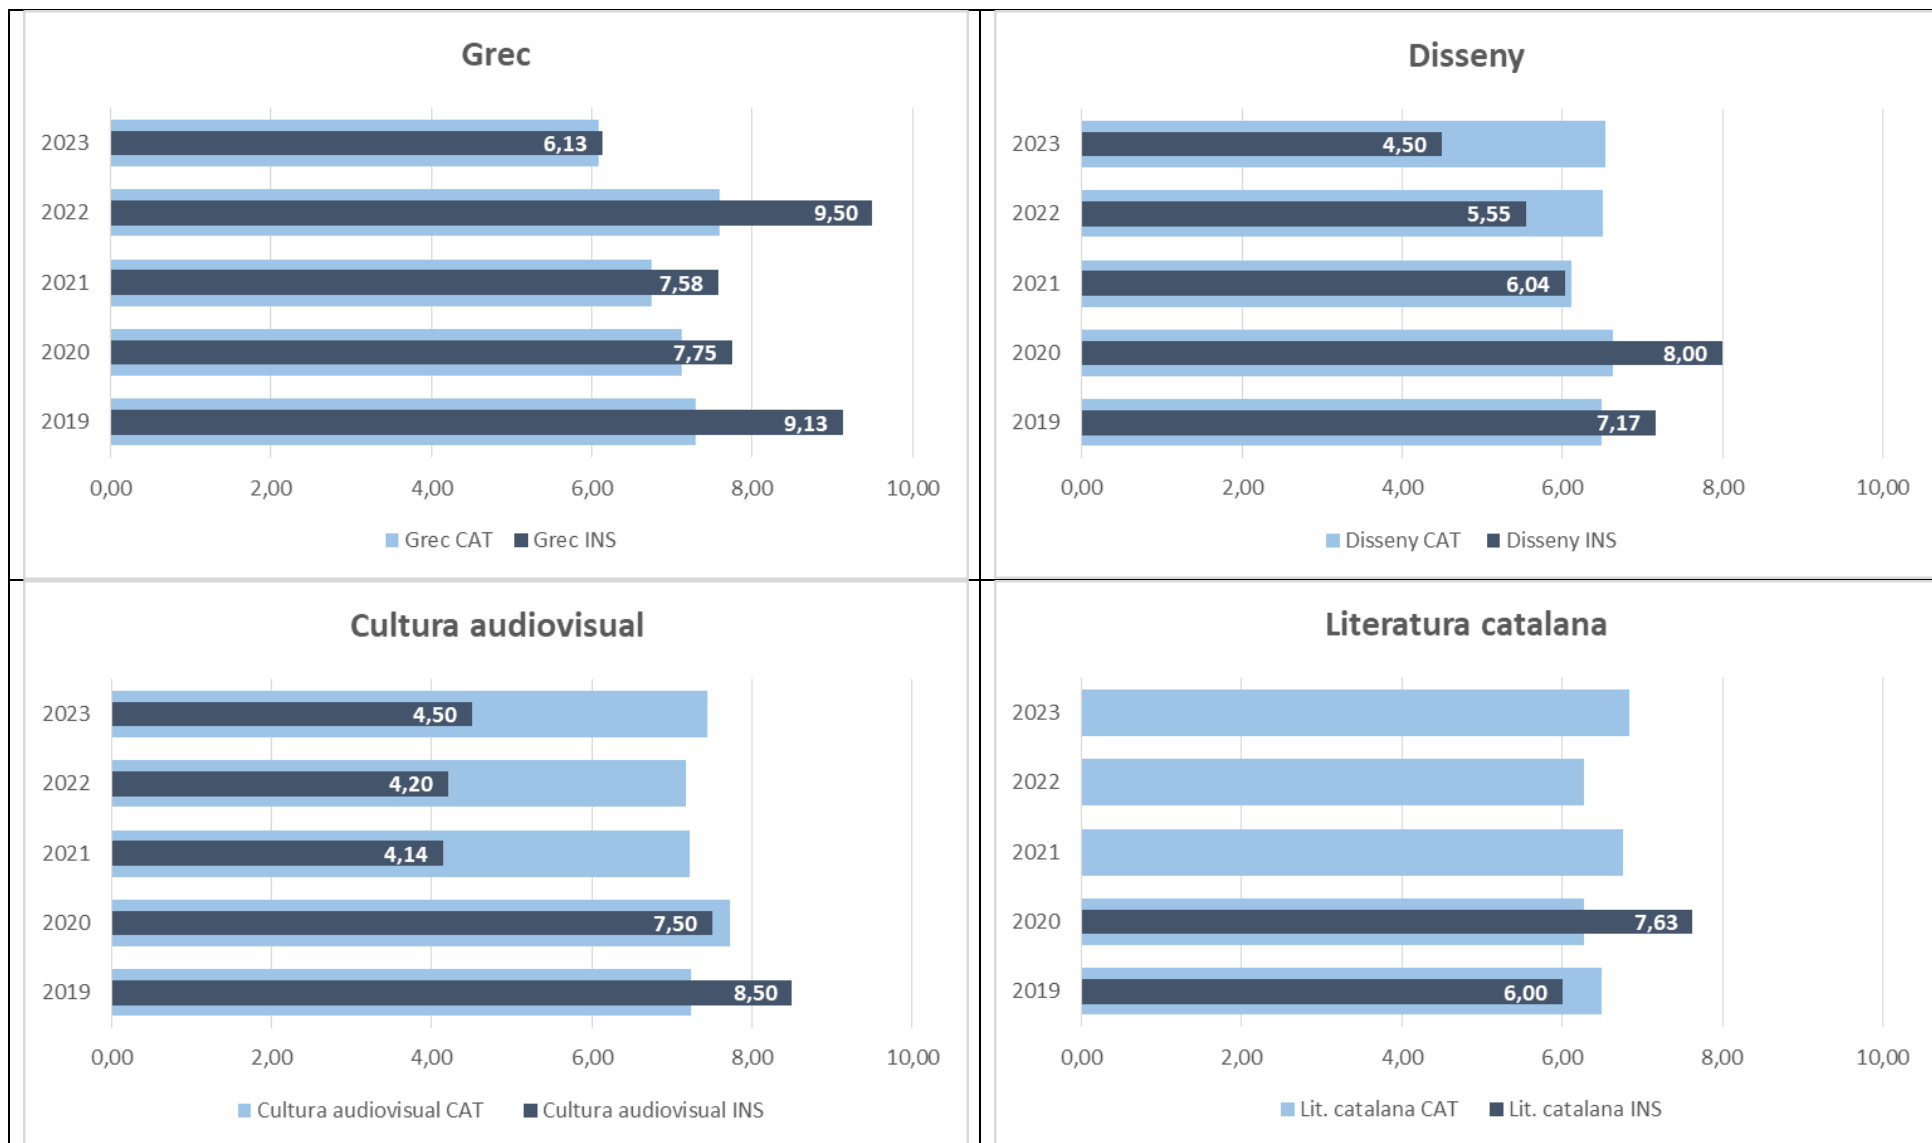 Grec
2023 6,13
2022 9,50
2021 7,58
2020 7,75
2019 9,13
0,00 2,00 4,00 6,00 8,00 10,00
Grec CAT Grec INS
Disseny
2023 4,50
2022 5,55
2021 6,04
2020 8,00
2019 7,17
0,00 2,00 4,00 6,00 8,00 10,00
Disseny CAT Disseny INS
Cultura audiovisual
2023 4,50
2022 4,20
2021 4,14
2020 7,50
2019 8,50
0,00 2,00 4,00 6,00 8,00 10,00
Cultura audiovisual CAT Cultura audiovisual INS
Literatura catalana
2023
2022
2021
2020 7,63
2019 6,00
0,00 2,00 4,00 6,00 8,00 10,00
Lit. catalana CAT Lit. catalana INS